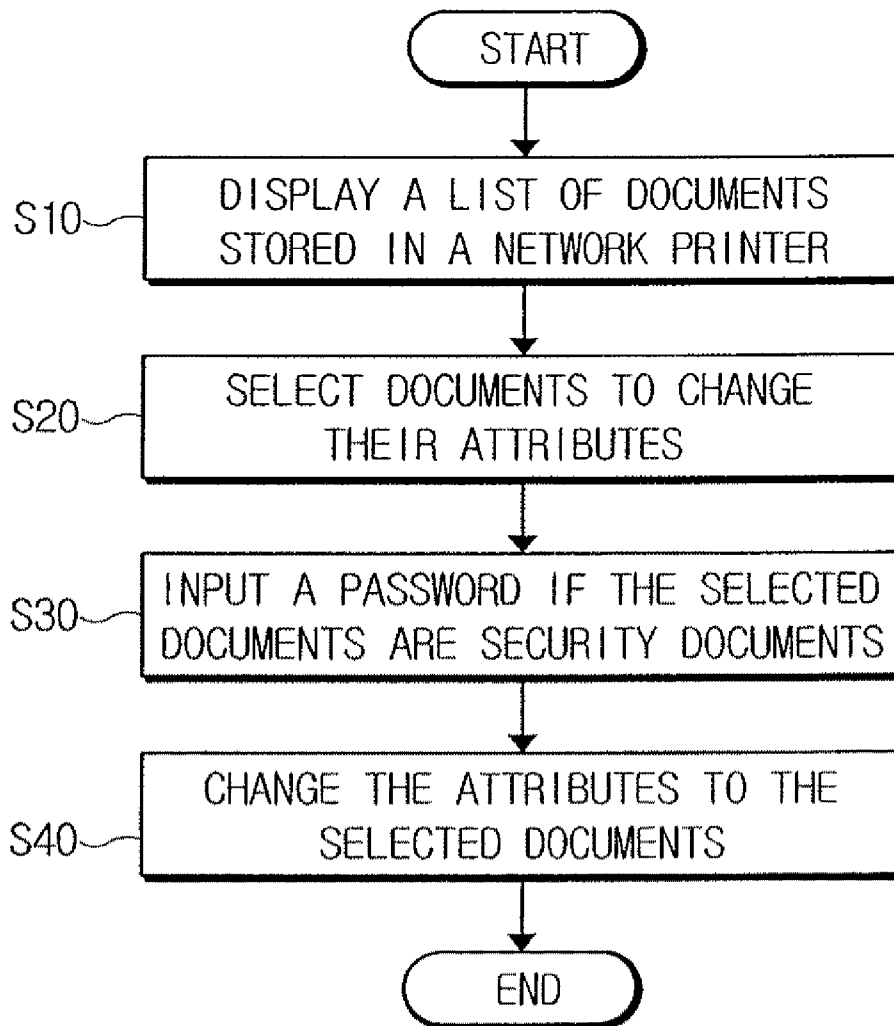 START
S10
DISPLAY A LIST OF DOCUMENTS
STORED IN A NETWORK PRINTER
S20
SELECT DOCUMENTS TO CHANGE
THEIR ATTRIBUTES
S30
INPUT A PASSWORD IF THE SELECTED
DOCUMENTS ARE SECURITY DOCUMENTS
S40
CHANGE THE ATTRIBUTES TO THE
SELECTED DOCUMENTS
END